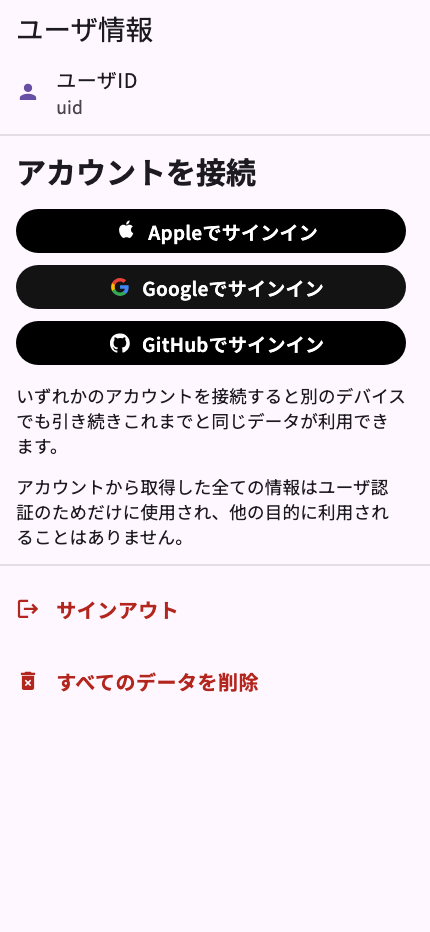 ユーザ情報
ユーザID
uid
アカウントを接続
Appleでサインイン
Googleでサインイン
GitHubでサインイン
いずれかのアカウントを接続すると別のデバイス
でも引き続きこれまでと同じデータが利用でき
ます。
アカウントから取得した全ての情報はユーザ認
証のためだけに使用され、他の目的に利用され
ることはありません。
サインアウト
すべてのデータを削除